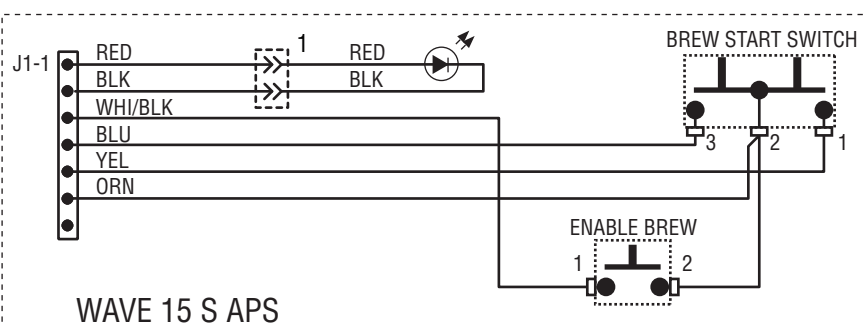 BREW START SWITCH
1
J1-1
RED RED
BLK BLK
WHI/BLK
BLU
3 2 1
YEL
ORN
ENABLE BREW
1 2
WAVE 15 S APS